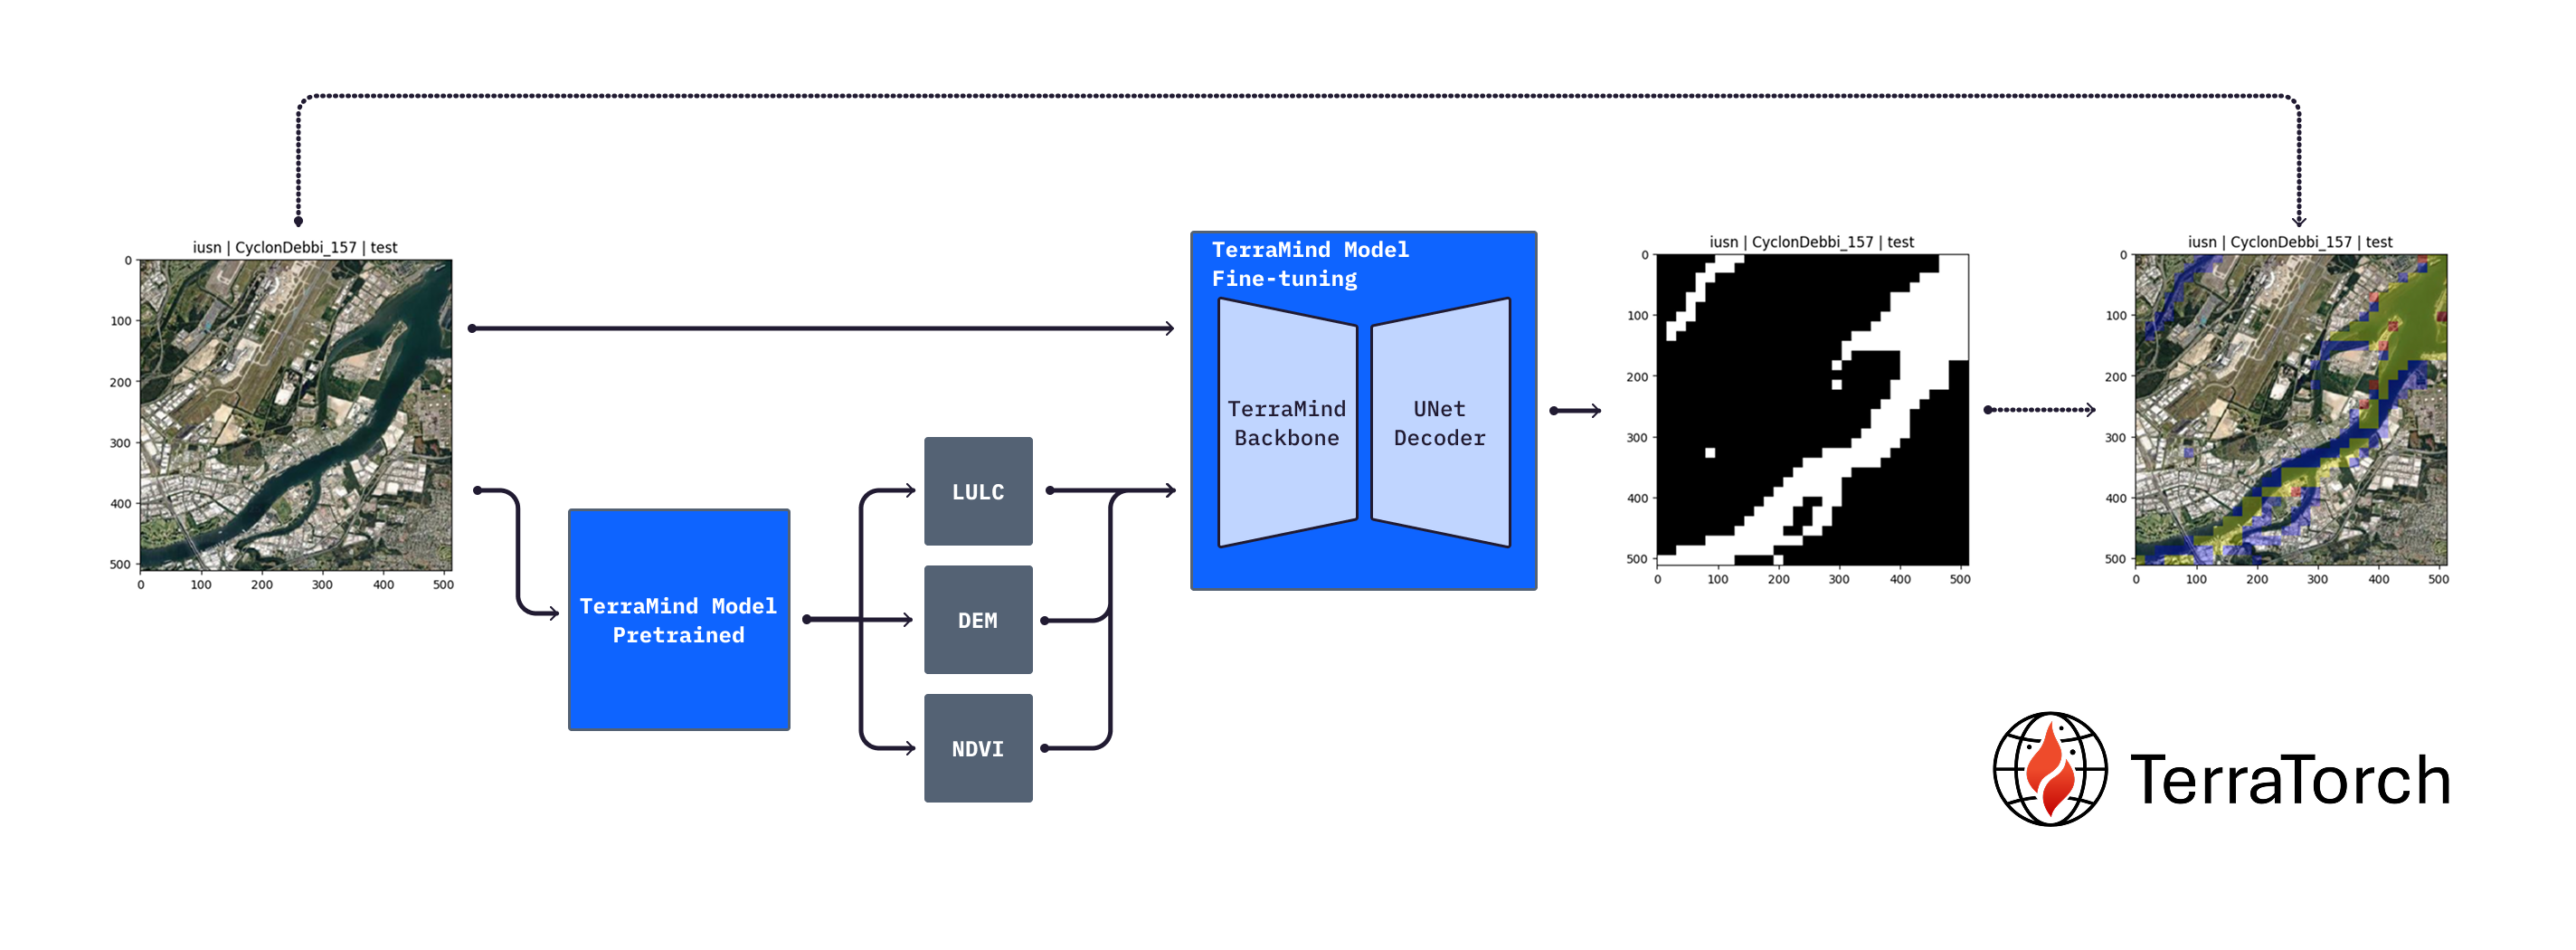 iusn | CyclonDebbi_157 | test
0
100
200
300
400
500
0 100 200 300 400 500
TerraMind Model
Pretrained
LULC
DEM
NDVI
TerraMind Model
Fine-tuning
TerraMind
Backbone
UNet
Decoder
iusn | CyclonDebbi_157 | test
0
100
200
300
400
500
0 100 200 300 400 500
iusn | CyclonDebbi_157 | test
0
100
200
300
400
500
0 100 200 300 400 500
TerraTorch